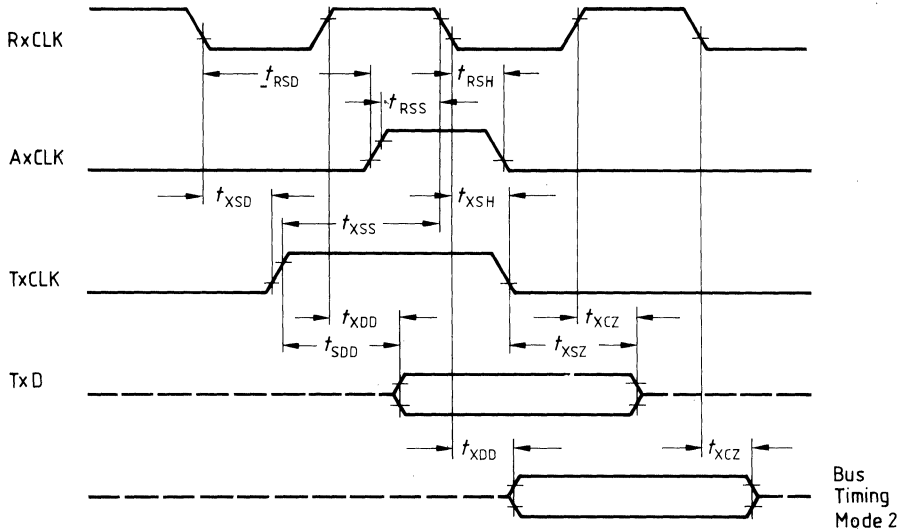 RxCLK
tRSD
tRSH
tRSS
AxCLK
tXSD
tXSH
tXSS
TxCLK
tXDD
tXCZ
tSDD
tXSZ
TxD
tXDD
tXCZ
Bus
Timing
Mode 2